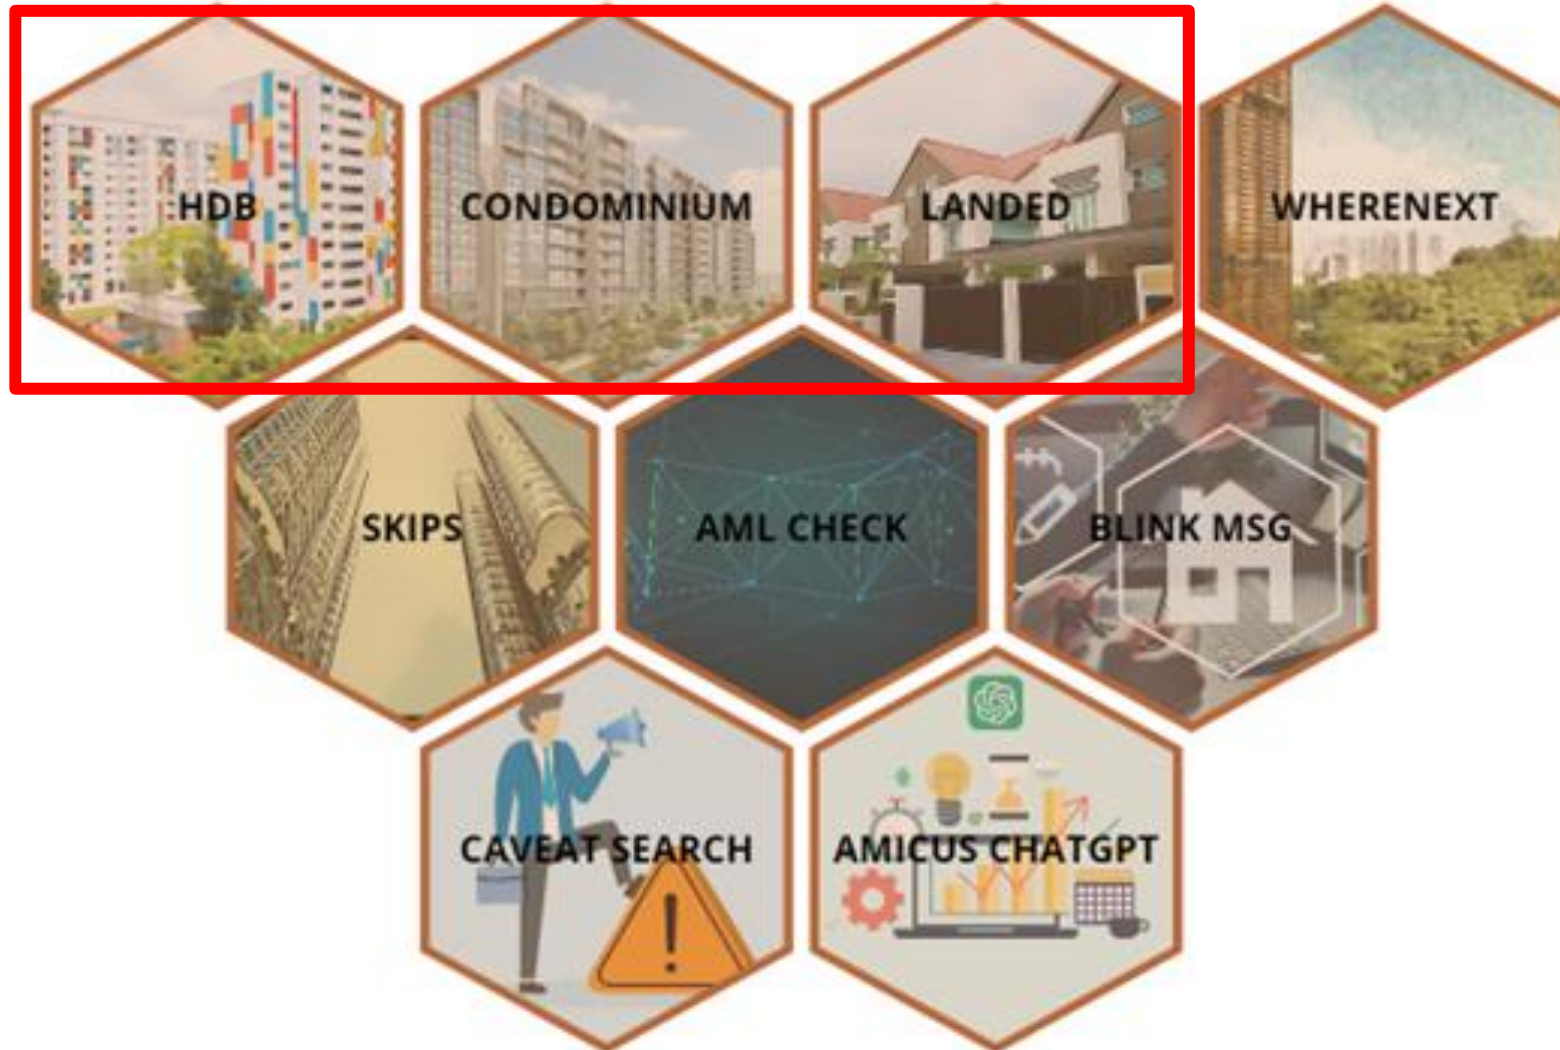 HDB
CONDOMINIUM
LANDED
WHERENEXT
SKIPS
AML CHECK
BLINK MSG
CAVEAT SEARCH
AMICUS CHATGPT